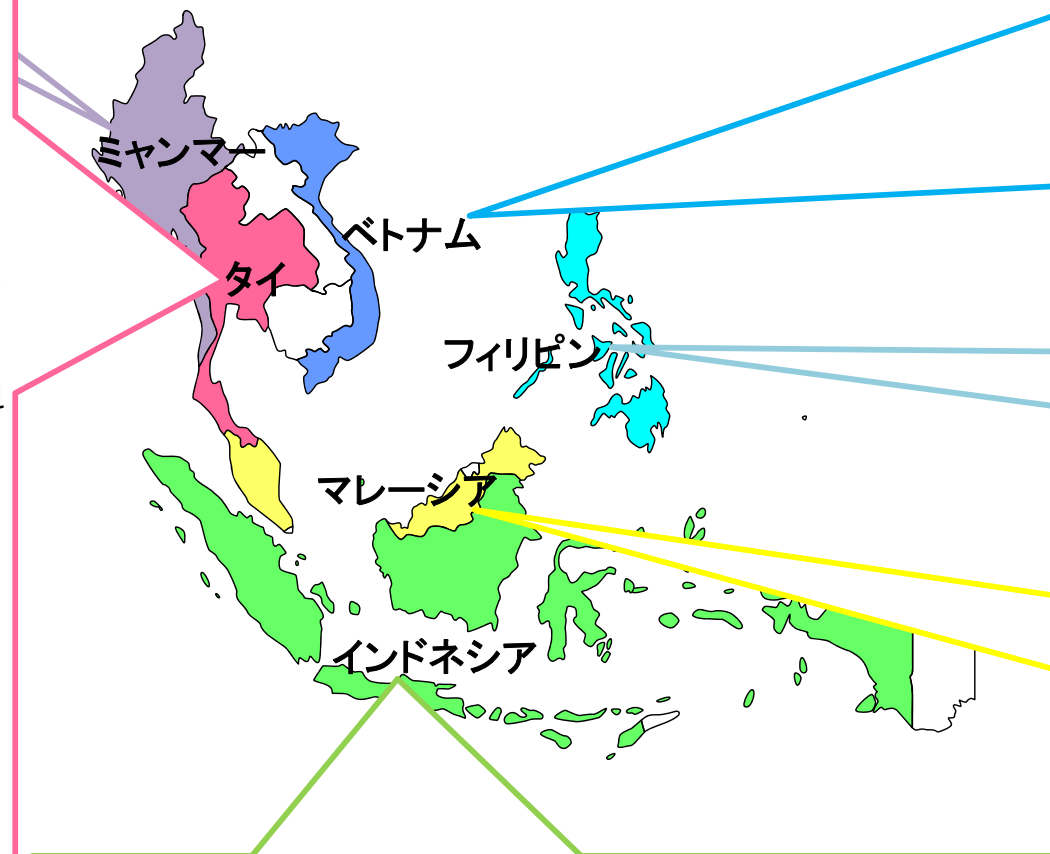 ミャンマー
ベトナム
タイ
フィリピン
マレーシア
インドネシア